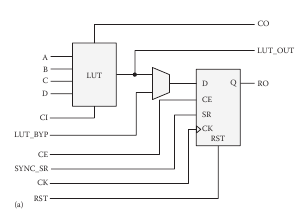 CO
LUT_OUT
A
B
C
D
LUT
CI
D
Q
RO
CE
SR
CK
RST
LUT_BYP
CE
SYNC_SR
CK
RST
(a)